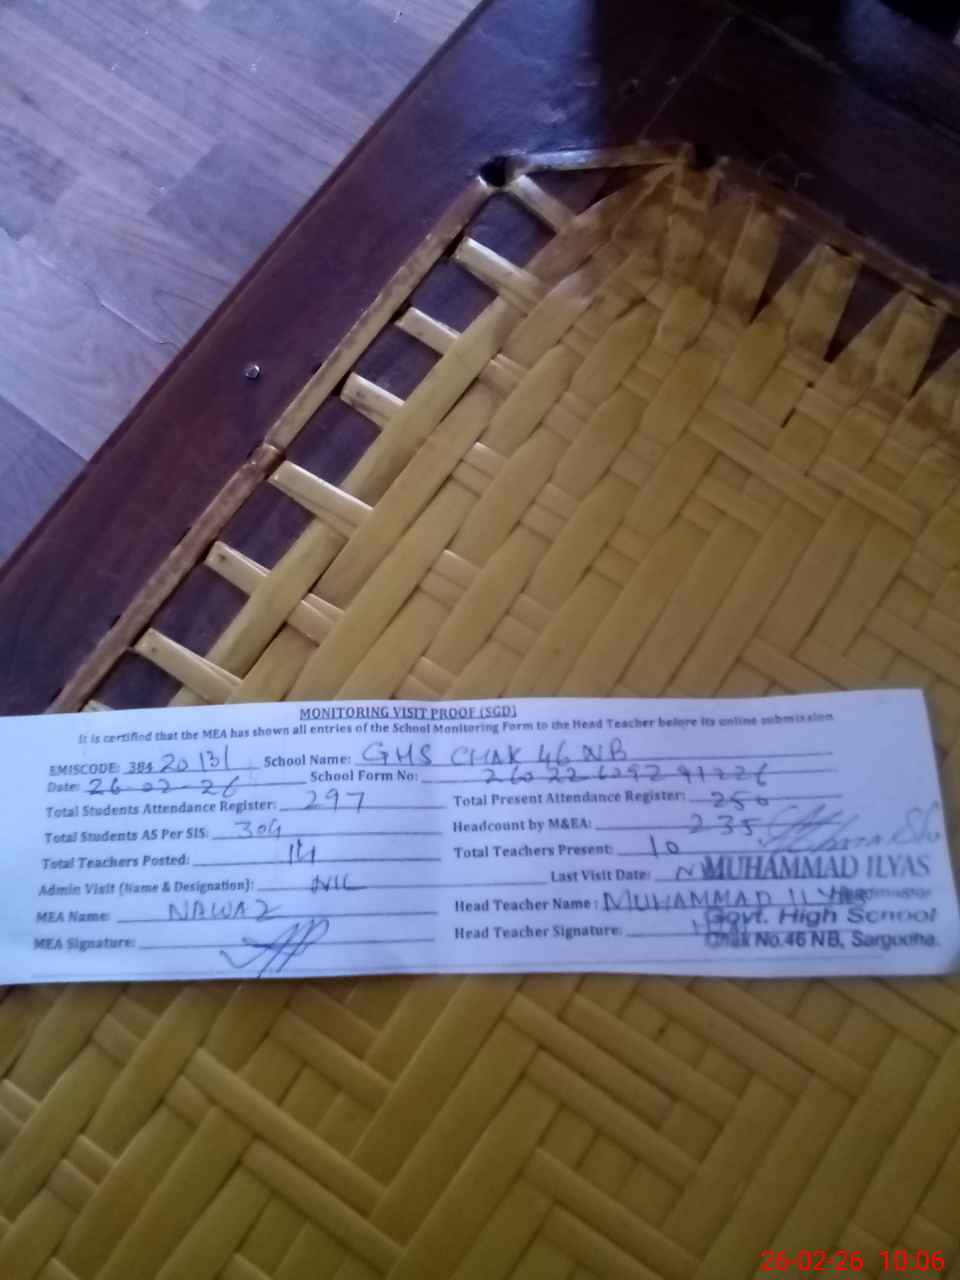 MONITORING VISIT PROOF (SGD)
It is certified that the MEA has shown all entries of the School Monitoring Form to the Head Teacher before its online submission
EMISCODE: 384 20131 School Name: GHS CHAK 46 NB
Date: 26-02-26 School Form No:
Total Students Attendance Register: 297 Total Present Attendance Register: 250
Total Students AS Per SIS: 304 Headcount by M&EA: 235
Total Teachers Posted: 14 Total Teachers Present: 10
Admin Visit (Name & Designation): NIL Last Visit Date:
MUHAMMAD ILYAS
MEA Name: NAWAZ Head Teacher Name : MUHAMMAD ILYAS
Headmaster
Govt. High School
MEA Signature: Head Teacher Signature:
Chak No.46 NB, Sargodha.
26-02-26 10:06